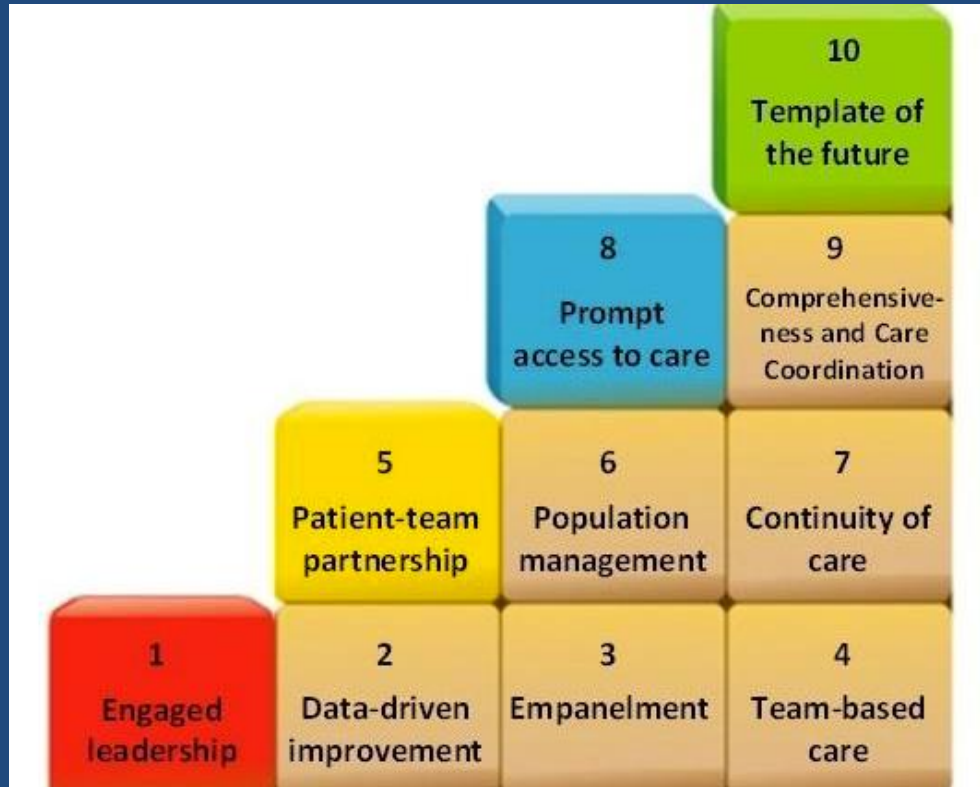 10
Template of
the future
8
Prompt
access to care
9
Comprehensive-
ness and Care
Coordination
5
Patient-team
partnership
6
Population
management
7
Continuity of
care
1
Engaged
leadership
2
Data-driven
improvement
3
Empanelment
4
Team-based
care